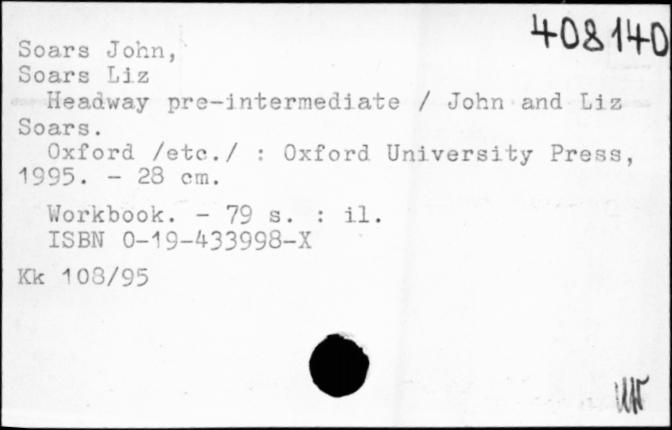 408140
Soars John,
Soars Liz
Headway pre-intermediate / John and Liz
Soars.
Oxford /etc./ : Oxford University Press,
1995. - 28 cm.
Workbook. - 79 s. : il.
ISBN 0-19-433998-X
Kk 108/95